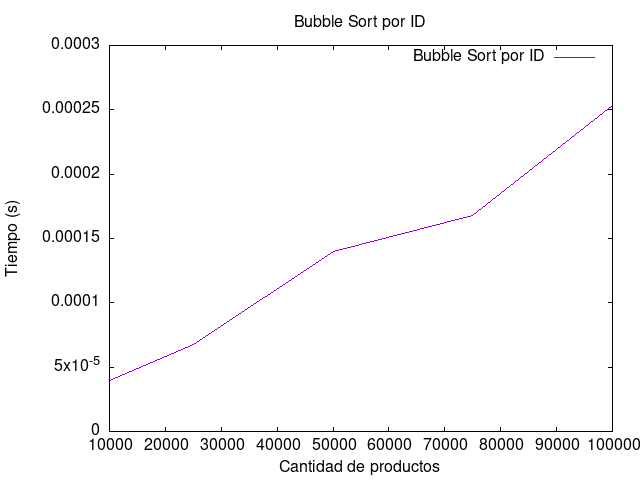 Bubble Sort por ID
Bubble Sort por ID
0.0003
0.00025
0.0002
0.00015
0.0001
5x10^-5
0
Tiempo (s)
10000 20000 30000 40000 50000 60000 70000 80000 90000 100000
Cantidad de productos